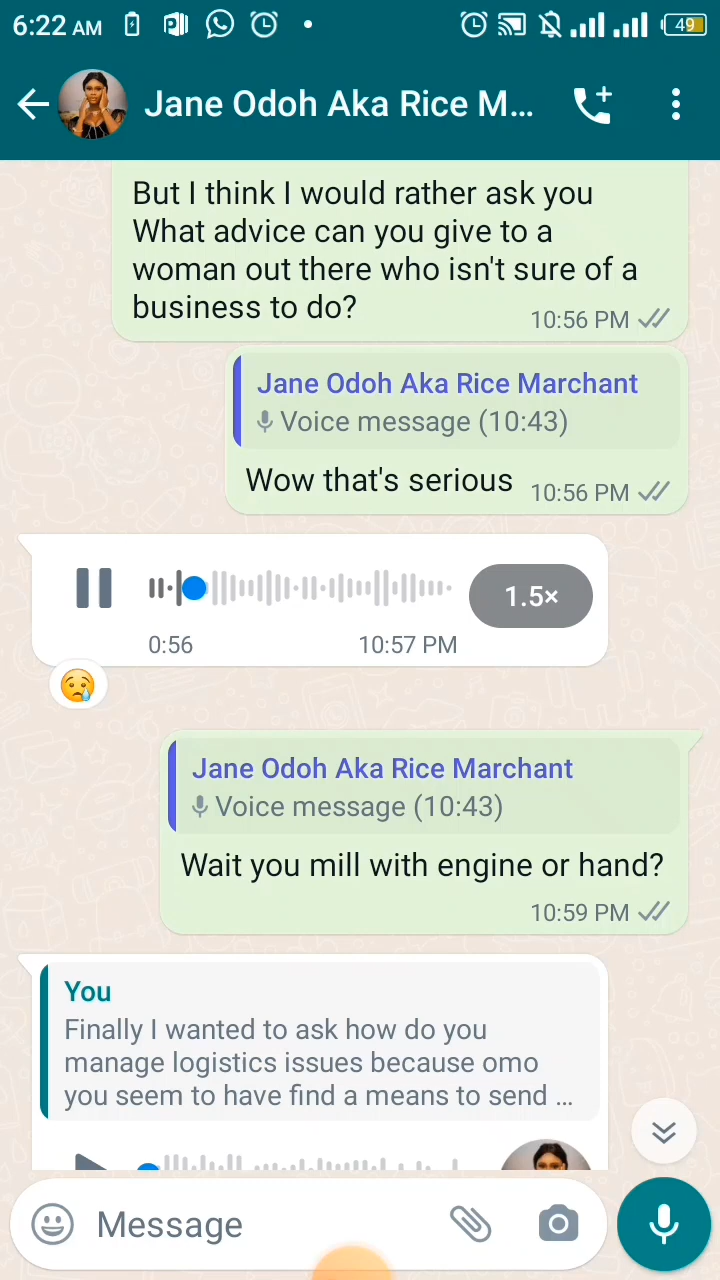 6:22 AM
49
Jane Odoh Aka Rice M...
But I think I would rather ask you
What advice can you give to a
woman out there who isn't sure of a
business to do?
10:56 PM
Jane Odoh Aka Rice Marchant
Voice message (10:43)
Wow that's serious
10:56 PM
1.5×
0:56
10:57 PM
Jane Odoh Aka Rice Marchant
Voice message (10:43)
Wait you mill with engine or hand?
10:59 PM
You
Finally I wanted to ask how do you
manage logistics issues because omo
you seem to have find a means to send ...
Message